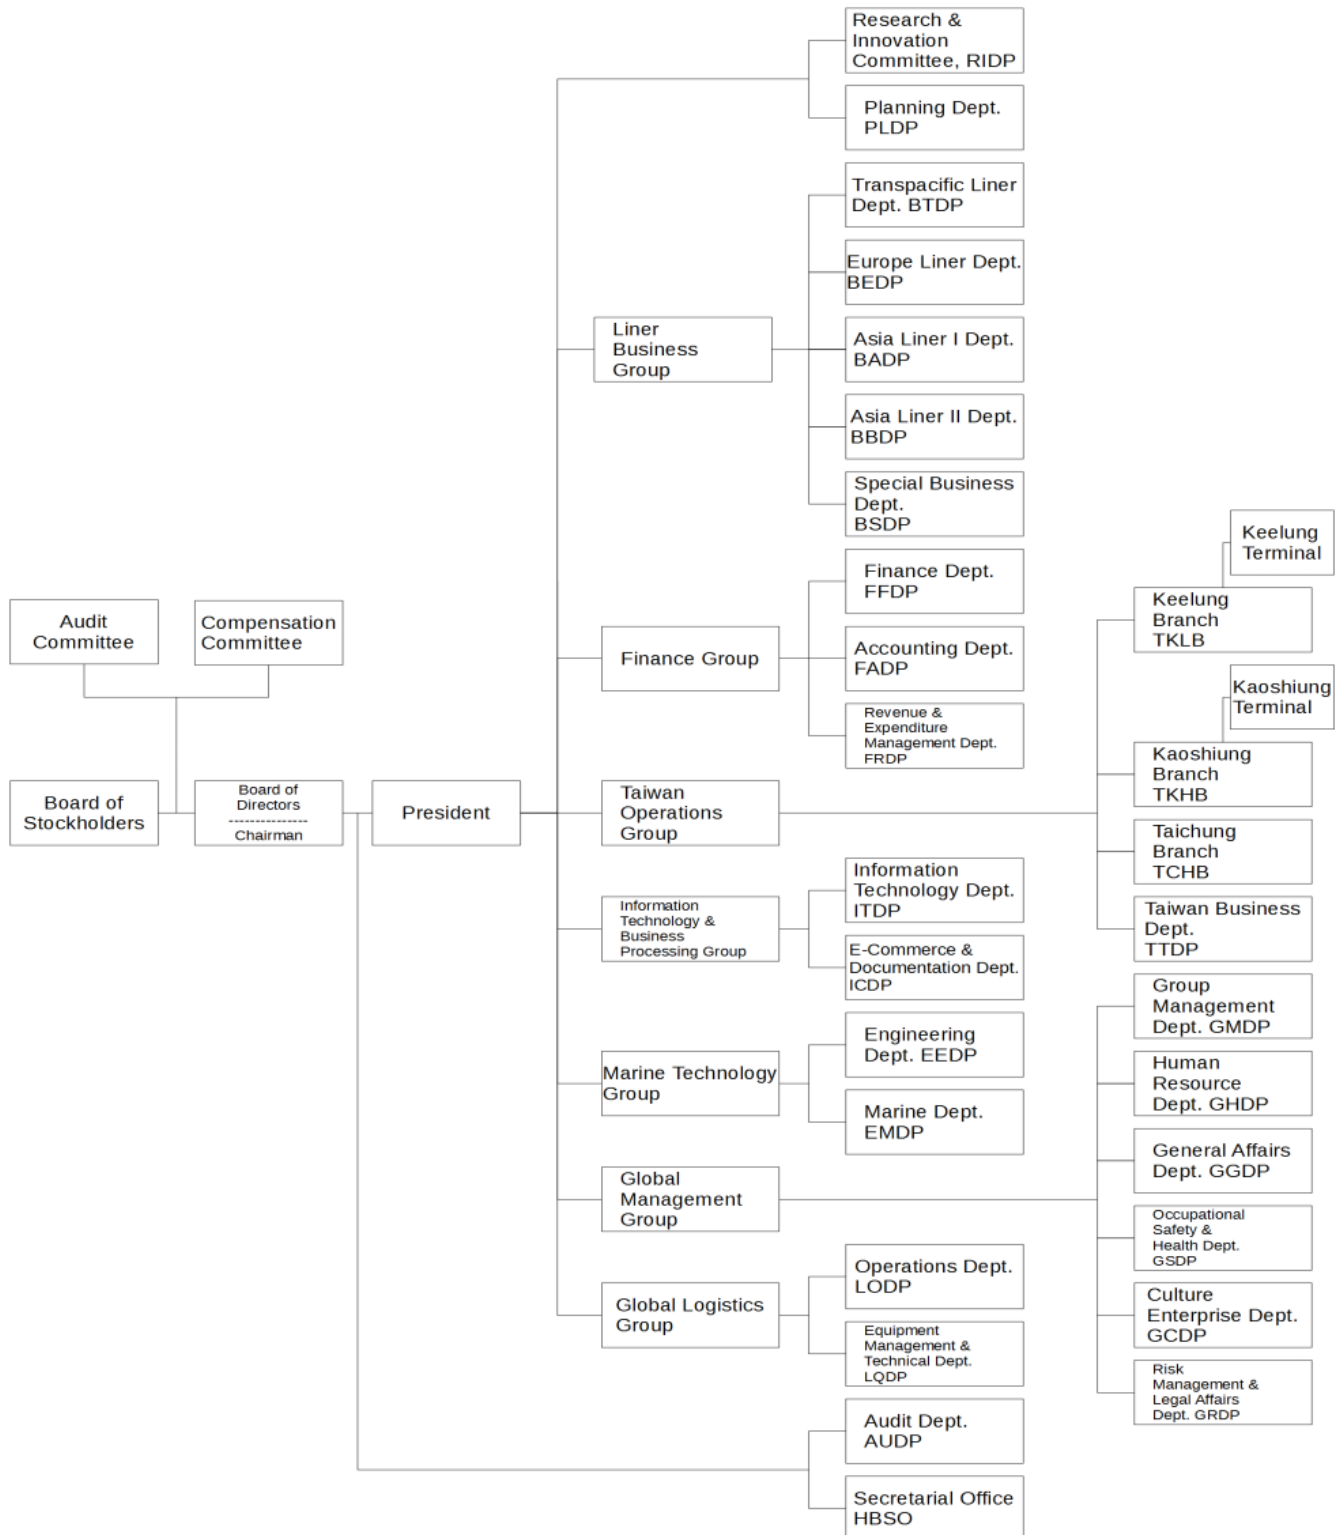 Research &
Innovation
Committee, RIDP
Planning Dept.
PLDP
Transpacific Liner
Dept. BTDP
Europe Liner Dept.
BEDP
Liner
Business
Group
Asia Liner I Dept.
BADP
Asia Liner II Dept.
BBDP
Special Business
Dept.
BSDP
Keelung
Terminal
Finance Dept.
FFDP
Keelung
Branch
TKLB
Audit
Committee
Compensation
Committee
Finance Group
Accounting Dept.
FADP
Kaoshiung
Terminal
Revenue &
Expenditure
Management Dept.
FRDP
Kaoshiung
Branch
TKHB
Board of
Stockholders
Board of
Directors
---------------
Chairman
President
Taiwan
Operations
Group
Taichung
Branch
TCHB
Information
Technology Dept.
ITDP
Information
Technology &
Business
Processing Group
Taiwan Business
Dept.
TTDP
E-Commerce &
Documentation Dept.
ICDP
Group
Management
Dept. GMDP
Engineering
Dept. EEDP
Marine Technology
Group
Human
Resource
Dept. GHDP
Marine Dept.
EMDP
General Affairs
Dept. GGDP
Global
Management
Group
Occupational
Safety &
Health Dept.
GSDP
Operations Dept.
LODP
Global Logistics
Group
Culture
Enterprise Dept.
GCDP
Equipment
Management &
Technical Dept.
LQDP
Risk
Management &
Legal Affairs
Dept. GRDP
Audit Dept.
AUDP
Secretarial Office
HBSO